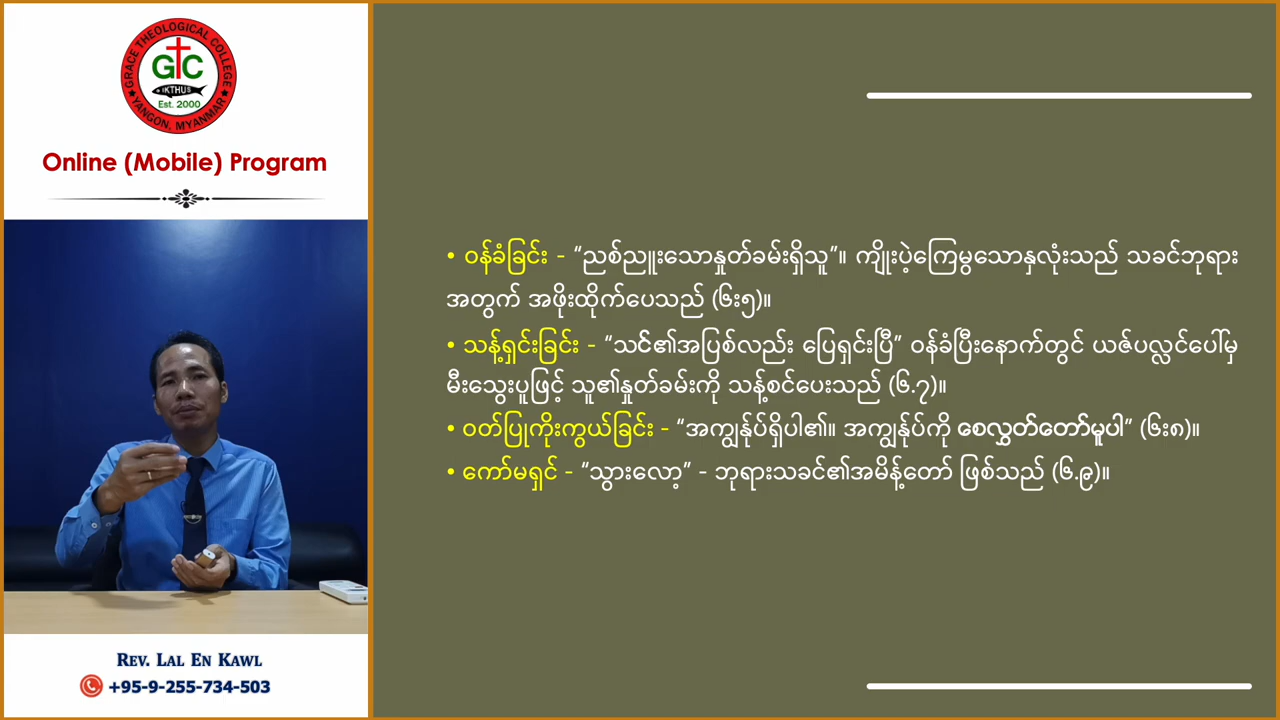 GRACE THEOLOGICAL COLLEGE
GTC
IKTHUS
Est. 2000
YANGON, MYANMAR
Online (Mobile) Program
REV. LAL EN KAWL
+95-9-255-734-503
• ဝန်ခံခြင်း - “ညစ်ညူးသောနှုတ်ခမ်းရှိသူ”။ ကျိုးပဲ့ကြေမွသောနှလုံးသည် သခင်ဘုရား
အတွက် အဖိုးထိုက်ပေသည် (၆း၅)။
• သန့်ရှင်းခြင်း - “သင်၏အပြစ်လည်း ပြေရှင်းပြီ” ဝန်ခံပြီးနောက်တွင် ယဇ်ပလ္လင်ပေါ်မှ
မီးသွေးပူဖြင့် သူ၏နှုတ်ခမ်းကို သန့်စင်ပေးသည် (၆.၇)။
• ဝတ်ပြုကိုးကွယ်ခြင်း - “အကျွန်ုပ်ရှိပါ၏။ အကျွန်ုပ်ကို စေလွှတ်တော်မူပါ” (၆း၈)။
• ကော်မရှင် - “သွားလော့” - ဘုရားသခင်၏အမိန့်တော် ဖြစ်သည် (၆.၉)။